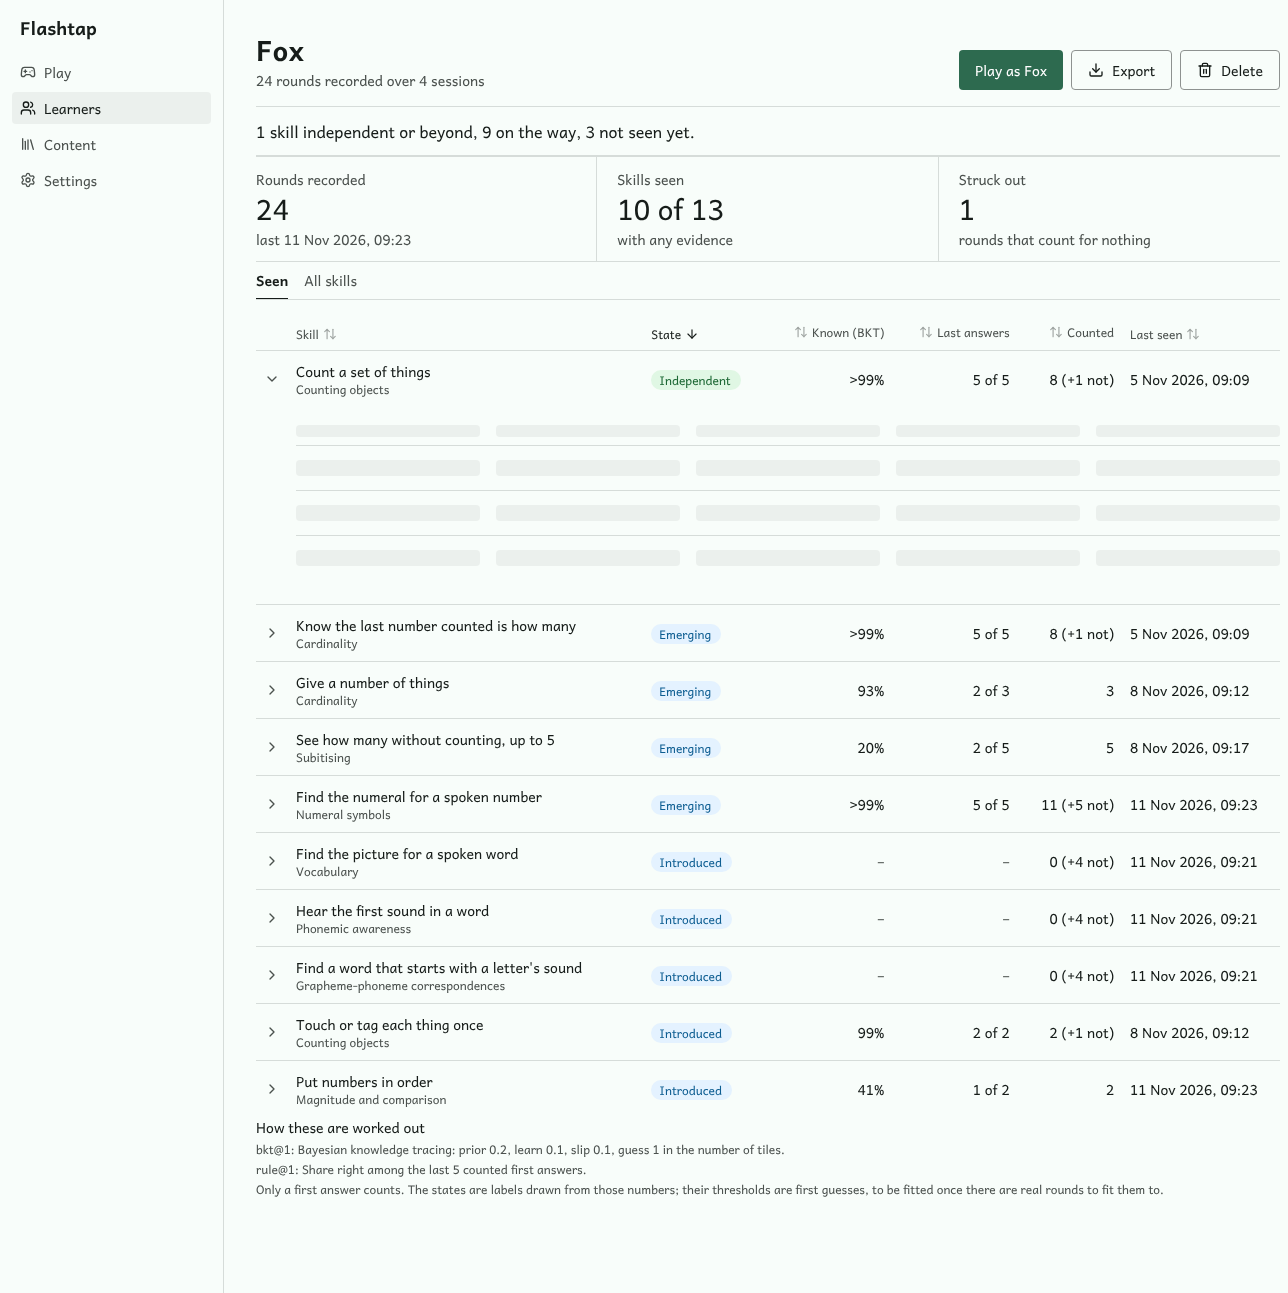 Flashtap
Play
Learners
Content
Settings
Fox
24 rounds recorded over 4 sessions
Play as Fox
Export
Delete
1 skill independent or beyond, 9 on the way, 3 not seen yet.
Rounds recorded
24
last 11 Nov 2026, 09:23
Skills seen
10 of 13
with any evidence
Struck out
1
rounds that count for nothing
Seen All skills
Skill State Known (BKT) Last answers Counted Last seen
Count a set of things
Counting objects
Independent >99% 5 of 5 8 (+1 not) 5 Nov 2026, 09:09
Know the last number counted is how many
Cardinality
Emerging >99% 5 of 5 8 (+1 not) 5 Nov 2026, 09:09
Give a number of things
Cardinality
Emerging 93% 2 of 3 3 8 Nov 2026, 09:12
See how many without counting, up to 5
Subitising
Emerging 20% 2 of 5 5 8 Nov 2026, 09:17
Find the numeral for a spoken number
Numeral symbols
Emerging >99% 5 of 5 11 (+5 not) 11 Nov 2026, 09:23
Find the picture for a spoken word
Vocabulary
Introduced – – 0 (+4 not) 11 Nov 2026, 09:21
Hear the first sound in a word
Phonemic awareness
Introduced – – 0 (+4 not) 11 Nov 2026, 09:21
Find a word that starts with a letter's sound
Grapheme-phoneme correspondences
Introduced – – 0 (+4 not) 11 Nov 2026, 09:21
Touch or tag each thing once
Counting objects
Introduced 99% 2 of 2 2 (+1 not) 8 Nov 2026, 09:12
Put numbers in order
Magnitude and comparison
Introduced 41% 1 of 2 2 11 Nov 2026, 09:23
How these are worked out
bkt@1: Bayesian knowledge tracing: prior 0.2, learn 0.1, slip 0.1, guess 1 in the number of tiles.
rule@1: Share right among the last 5 counted first answers.
Only a first answer counts. The states are labels drawn from those numbers; their thresholds are first guesses, to be fitted once there are real rounds to fit them to.